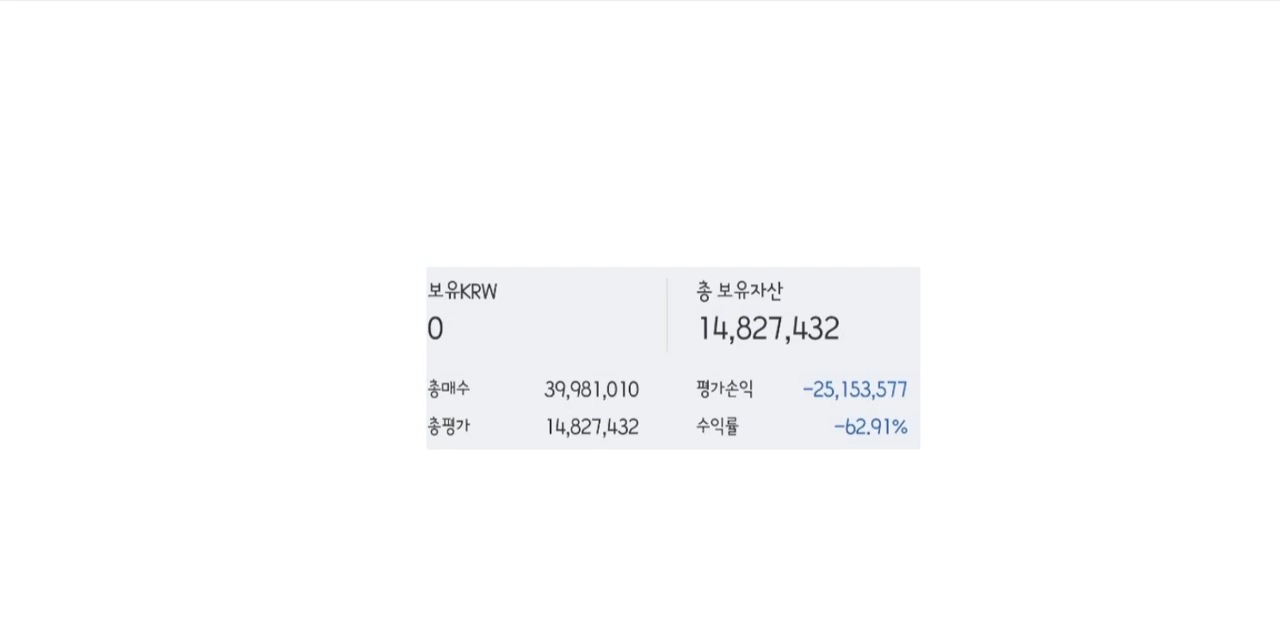 보유KRW
0
총 보유자산
14,827,432
총매수 39,981,010
총평가 14,827,432
평가손익 -25,153,577
수익률 -62.91%